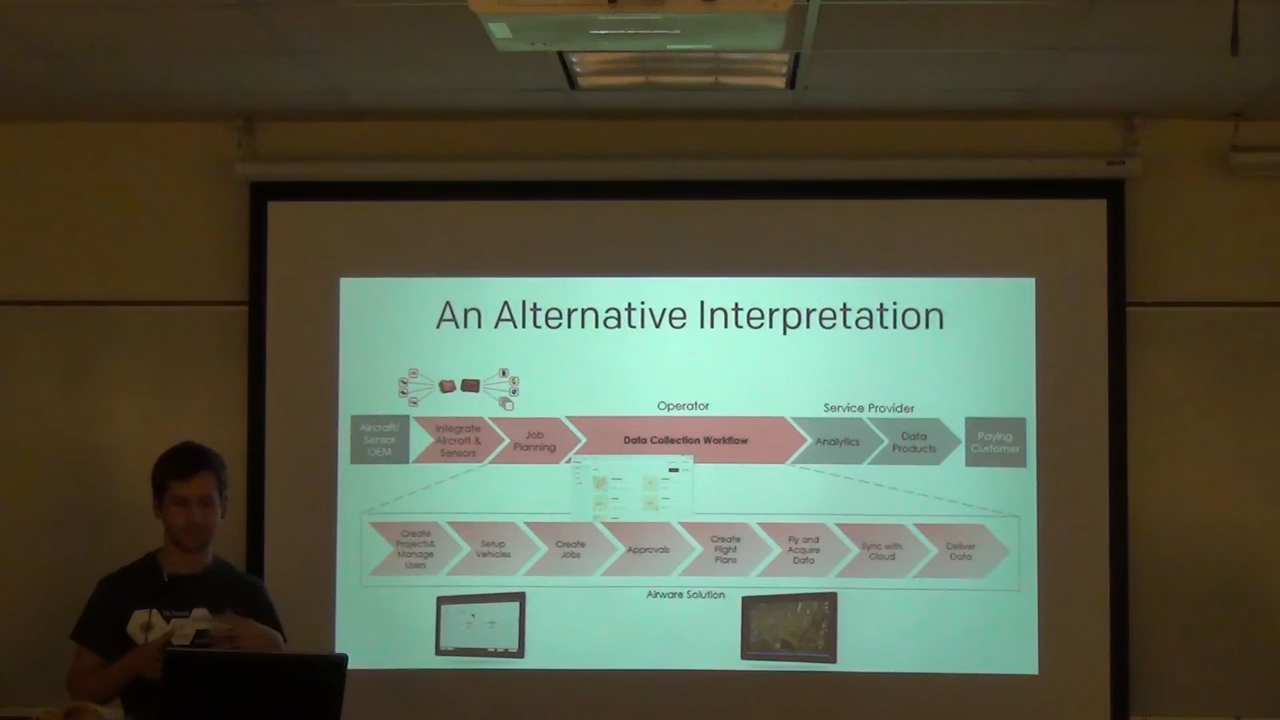 An Alternative Interpretation
Operator
Service Provider
Aircraft/
Sensor
OEM
Integrate
Aircraft &
Sensors
Job
Planning
Data Collection Workflow
Analytics
Data
Products
Paying
Customer
Create
Projects&
Manage
Users
Setup
Vehicles
Create
Jobs
Approvals
Create
Flight
Plans
Fly and
Acquire
Data
Sync with
Cloud
Deliver
Data
Airware Solution